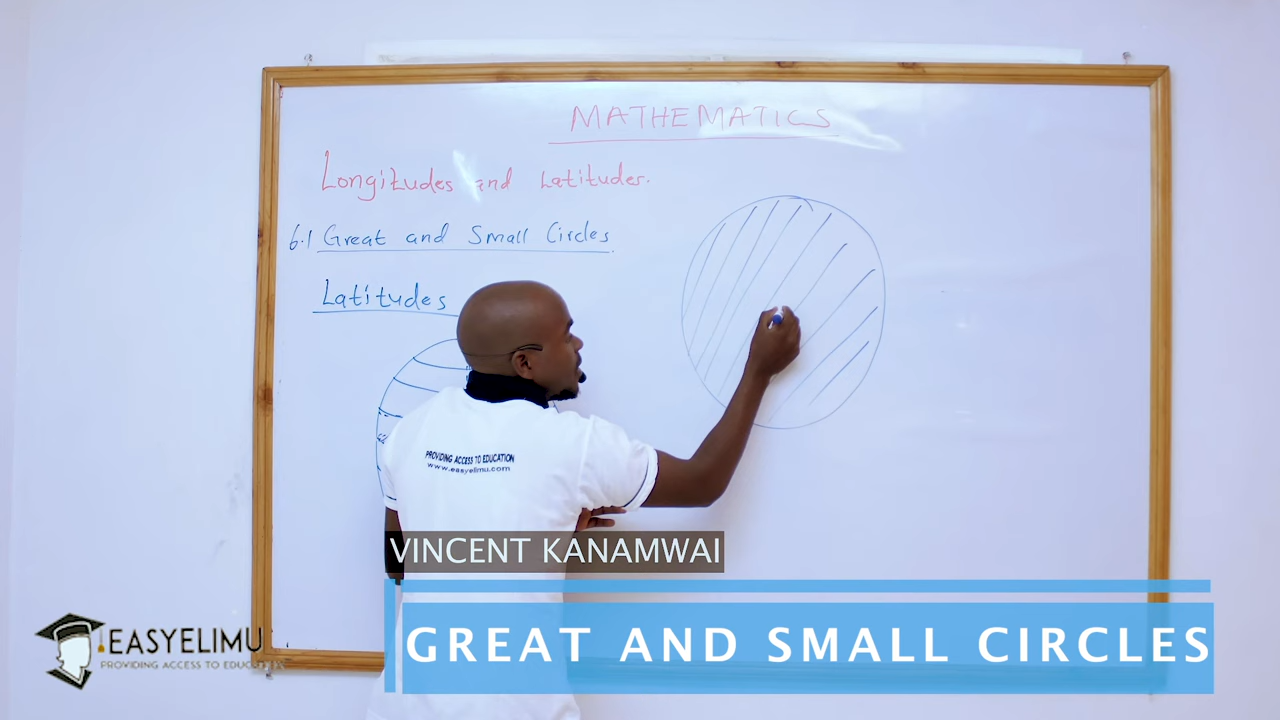 MATHEMATICS
Longitudes and Latitudes.
6.1 Great and Small Circles
Latitudes
PROVIDING ACCESS TO EDUCATION
www.easyelimu.com
VINCENT KANAMWAI
GREAT AND SMALL CIRCLES
EASYELIMU
PROVIDING ACCESS TO EDUCATION